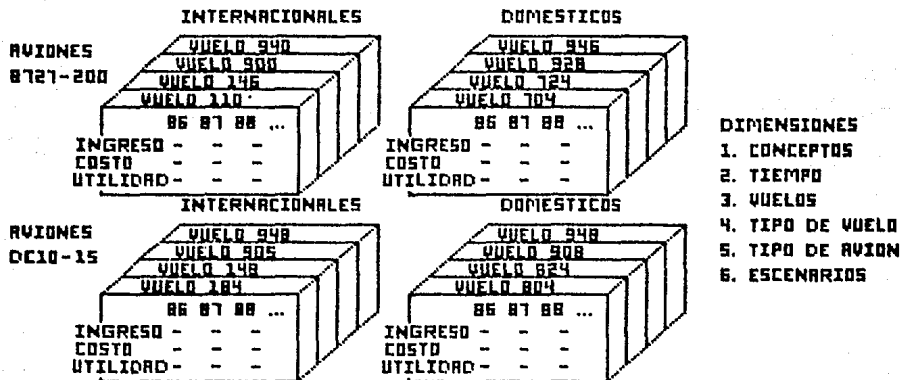 INTERNACIONALES
DOMESTICOS
AVIONES
B727-200
VUELO 940
VUELO 900
VUELO 146
VUELO 110
86 87 88 ...
INGRESO - - -
COSTO - - -
UTILIDAD - - -
VUELO 946
VUELO 928
VUELO 724
VUELO 704
86 87 88 ...
INGRESO - - -
COSTO - - -
UTILIDAD - - -
INTERNACIONALES
DOMESTICOS
AVIONES
DC10-15
VUELO 948
VUELO 905
VUELO 148
VUELO 184
86 87 88 ...
INGRESO - - -
COSTO - - -
UTILIDAD - - -
VUELO 948
VUELO 908
VUELO 824
VUELO 804
86 87 88 ...
INGRESO - - -
COSTO - - -
UTILIDAD - - -
DIMENSIONES
1. CONCEPTOS
2. TIEMPO
3. VUELOS
4. TIPO DE VUELO
5. TIPO DE AVION
6. ESCENARIOS